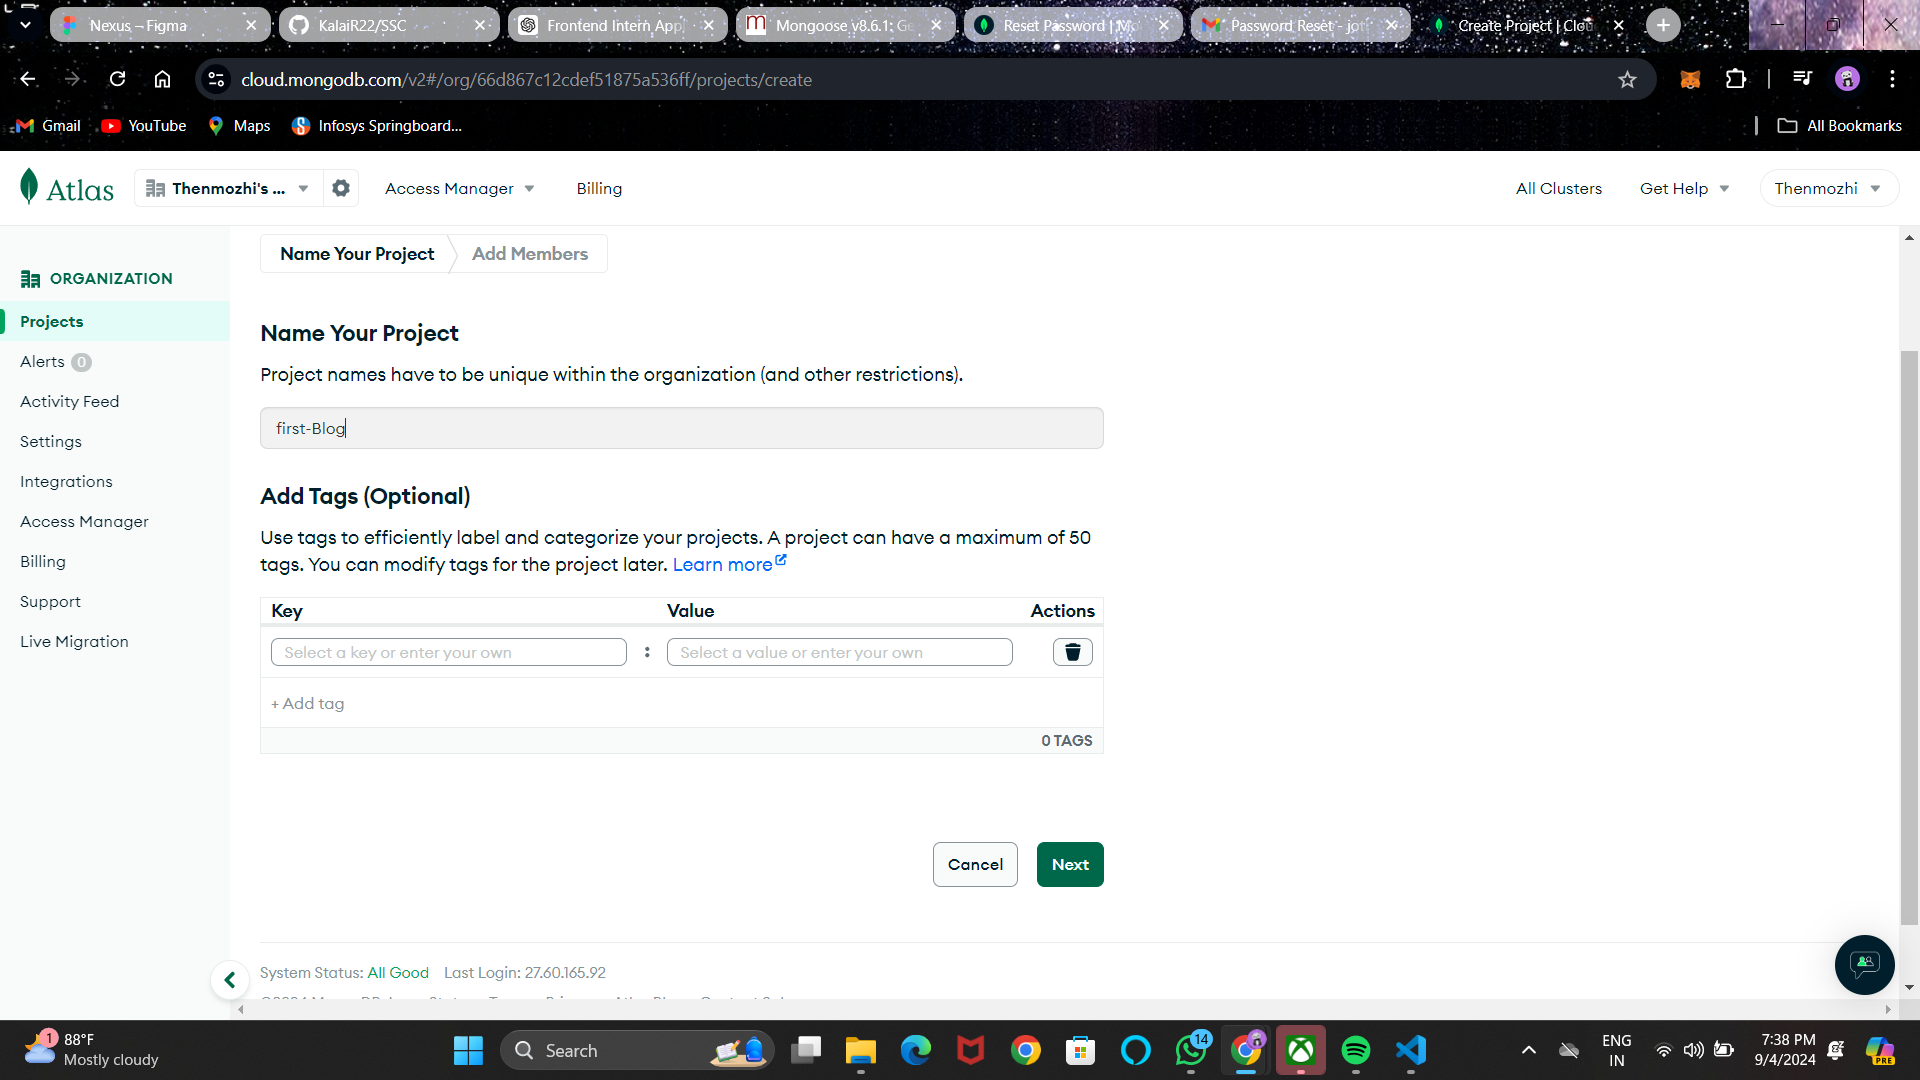 Nexus – Figma
KalaiR22/SSC
Frontend Intern App
Mongoose v8.6.1: Ge
Reset Password | Mo
Password Reset - jot
Create Project | Clou
cloud.mongodb.com/v2#/org/66d867c12cdef51875a536ff/projects/create
Gmail
YouTube
Maps
Infosys Springboard...
All Bookmarks
Atlas
Thenmozhi's ...
Access Manager
Billing
All Clusters
Get Help
Thenmozhi
ORGANIZATION
Projects
Alerts 0
Activity Feed
Settings
Integrations
Access Manager
Billing
Support
Live Migration
Name Your Project
Add Members
Name Your Project
Project names have to be unique within the organization (and other restrictions).
first-Blog
Add Tags (Optional)
Use tags to efficiently label and categorize your projects. A project can have a maximum of 50
tags. You can modify tags for the project later. Learn more
Key
Value
Actions
Select a key or enter your own
:
Select a value or enter your own
+ Add tag
0 TAGS
Cancel
Next
System Status: All Good
Last Login: 27.60.165.92
1
88°F
Mostly cloudy
Search
14
ENG
IN
7:38 PM
9/4/2024
PRE